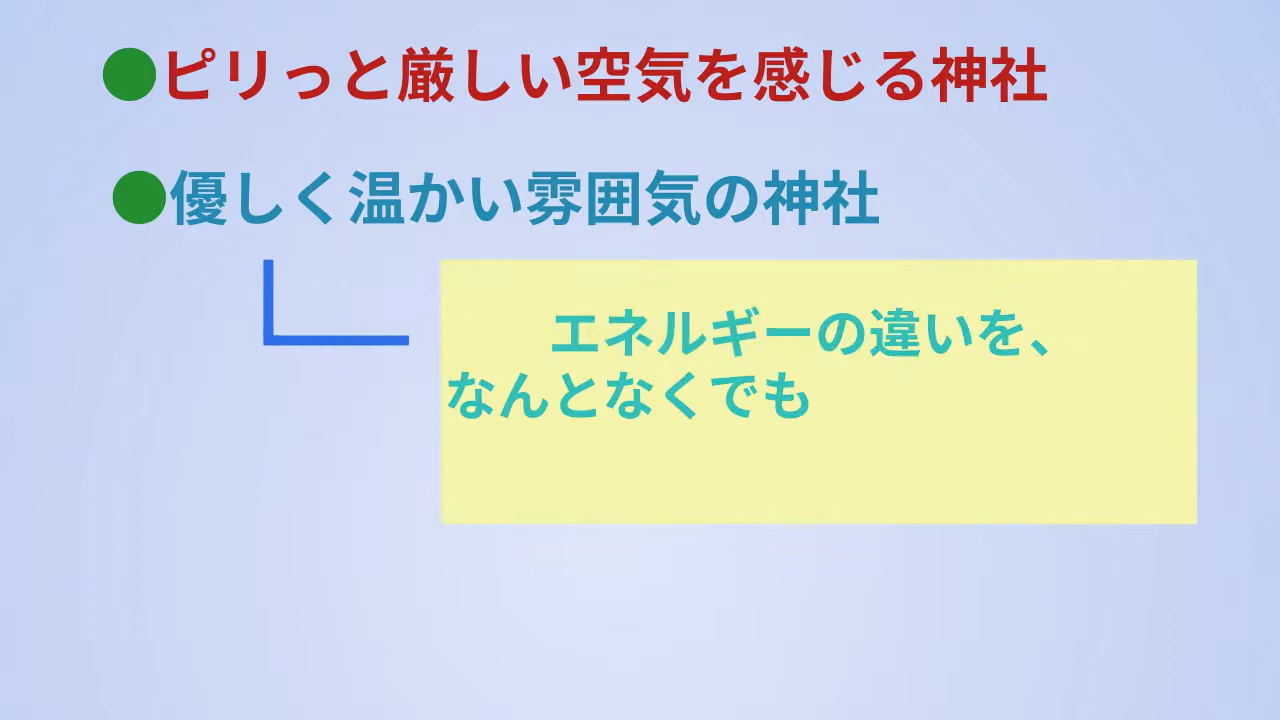 ●ピリっと厳しい空気を感じる神社
●優しく温かい雰囲気の神社
エネルギーの違いを、
なんとなくでも